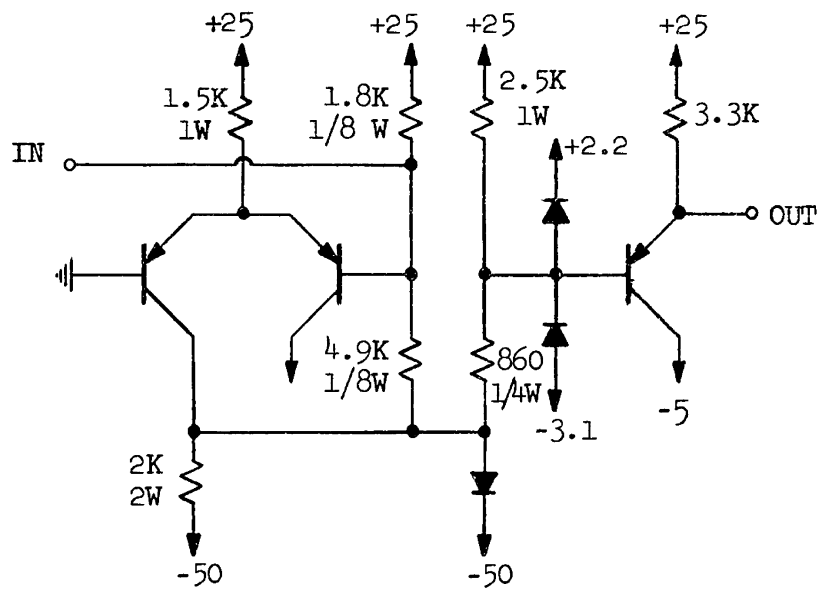 +25
+25
+25
+25
1.5K
1W
1.8K
1/8 W
2.5K
1W
3.3K
IN
+2.2
OUT
4.9K
1/8W
860
1/4W
-3.1
-5
2K
2W
-50
-50